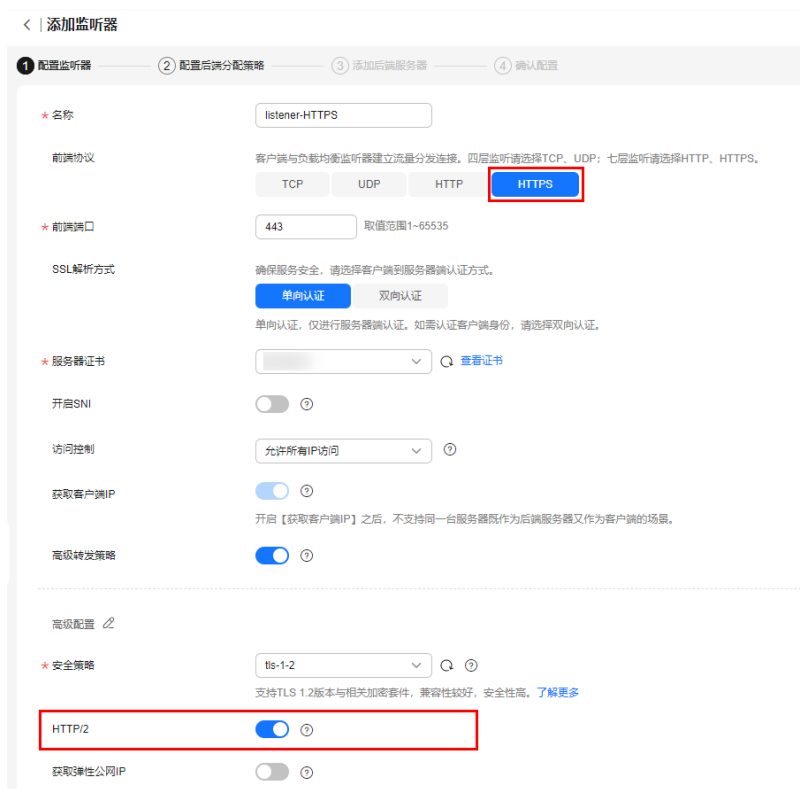 添加监听器
1 配置监听器 2 配置后端分配策略 3 添加后端服务器 4 确认配置
* 名称 listener-HTTPS
前端协议 客户端与负载均衡监听器建立流量分发连接。四层监听请选择TCP、UDP；七层监听请选择HTTP、HTTPS。
TCP UDP HTTP HTTPS
* 前端端口 443 取值范围1~65535
SSL解析方式 确保服务安全，请选择客户端到服务器端认证方式。
单向认证 双向认证
单向认证，仅进行服务器端认证。如需认证客户端身份，请选择双向认证。
* 服务器证书 查看证书
开启SNI
访问控制 允许所有IP访问
获取客户端IP
开启【获取客户端IP】之后，不支持同一台服务器既作为后端服务器又作为客户端的场景。
高级转发策略
高级配置
* 安全策略 tls-1-2
支持TLS 1.2版本与相关加密套件，兼容性较好，安全性高。了解更多
HTTP/2
获取弹性公网IP